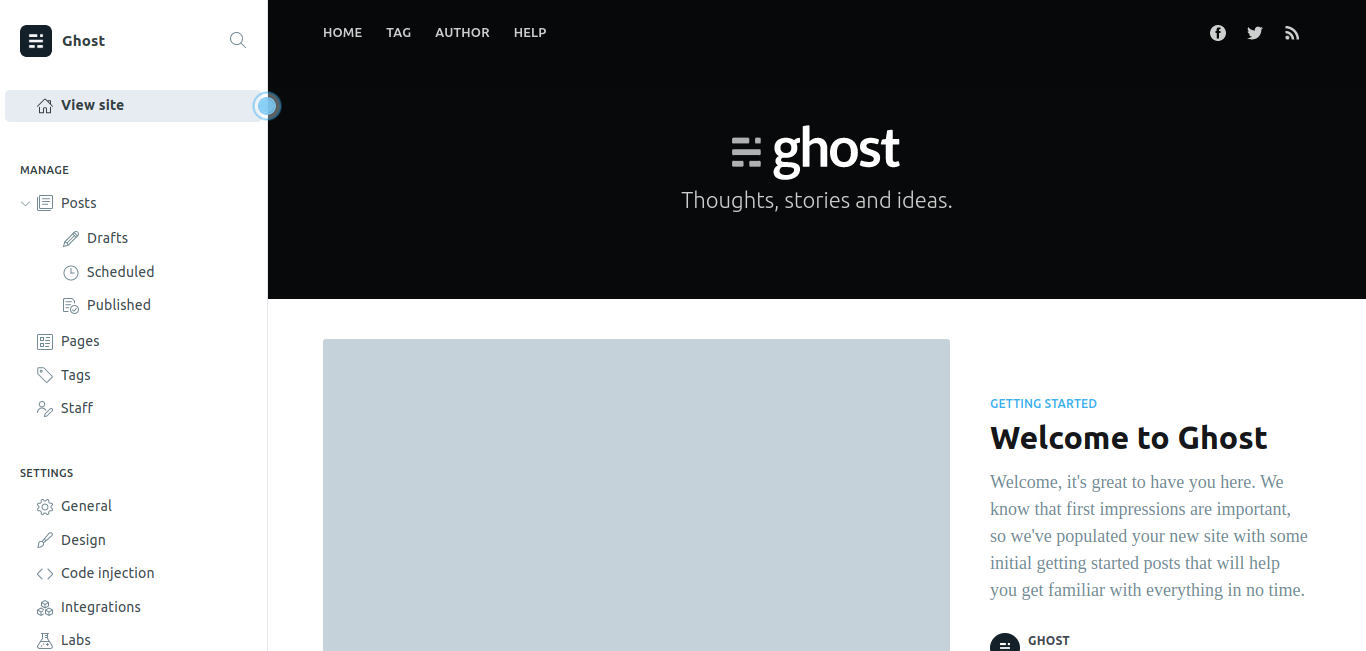 Ghost
View site
MANAGE
Posts
Drafts
Scheduled
Published
Pages
Tags
Staff
SETTINGS
General
Design
Code injection
Integrations
Labs
HOME TAG AUTHOR HELP
ghost
Thoughts, stories and ideas.
GETTING STARTED
Welcome to Ghost
Welcome, it's great to have you here. We
know that first impressions are important,
so we've populated your new site with some
initial getting started posts that will help
you get familiar with everything in no time.
GHOST